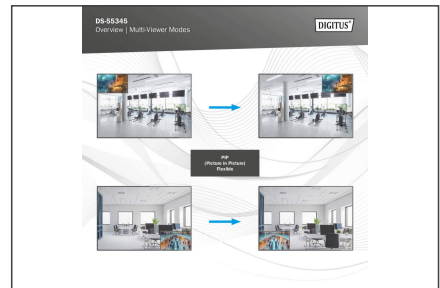 DS-55345
Overview | Multi-Viewer Modes
DIGITUS®
PIP
(Picture in Picture)
Flexible